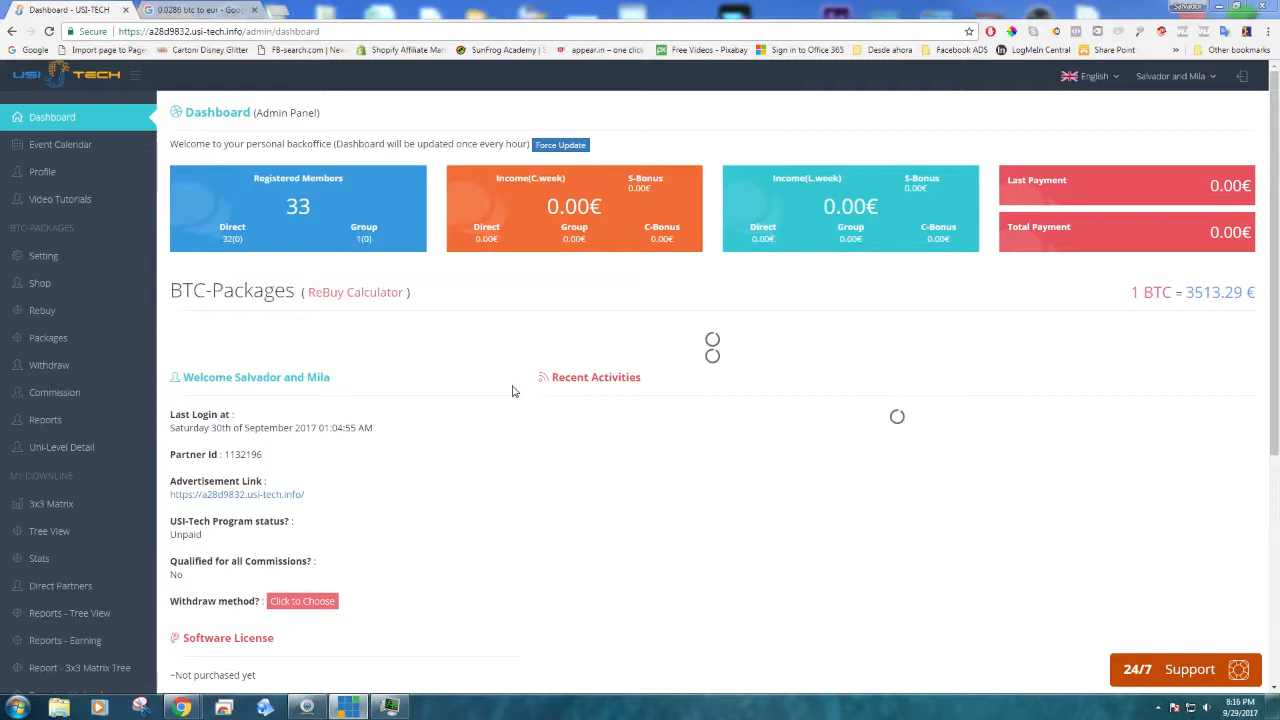 Dashboard - USI-TECH
0.0286 btc to eur - Goo
Salvador
Secure
https://a28d9832.usi-tech.info/admin/dashboard
Google
Import page to Pag
Cartoni Disney Gigant
FB-search.com|New
Shopify Affiliate Mark
Sourcing Academy
appear.in – one click
Free Videos - Pixabay
Sign in to Office 365
Desde ahora
Facebook ADS
LogMeIn Central
Share Point
Other bookmarks
USI TECH
English
Salvador and Mila
Dashboard
Event Calendar
Profile
Video Tutorials
BTC-PACKAGES
Setting
Shop
Rebuy
Packages
Withdraw
Commission
Reports
Uni-Level Detail
MY DOWNLINE
3x3 Matrix
Tree View
Stats
Direct Partners
Reports - Tree View
Reports - Earning
Report - 3x3 Matrix Tree
Dashboard (Admin Panel)
Welcome to your personal backoffice (Dashboard will be updated once every hour) Force Update
Registered Members
33
Direct
32(0)
Group
1(0)
Income(C.week)
S-Bonus
0.00€
0.00€
Direct
0.00€
Group
0.00€
C-Bonus
0.00€
Income(L.week)
S-Bonus
0.00€
0.00€
Direct
0.00€
Group
0.00€
C-Bonus
0.00€
Last Payment
0.00€
Total Payment
0.00€
BTC-Packages ( ReBuy Calculator )
1 BTC = 3513.29 €
Welcome Salvador and Mila
Last Login at :
Saturday 30th of September 2017 01:04:55 AM
Partner Id : 1132196
Advertisement Link :
https://a28d9832.usi-tech.info/
USI-Tech Program status? :
Unpaid
Qualified for all Commissions? :
No
Withdraw method? : Click to Choose
Software License
~Not purchased yet
Recent Activities
24/7 Support
8:16 PM
9/29/2017